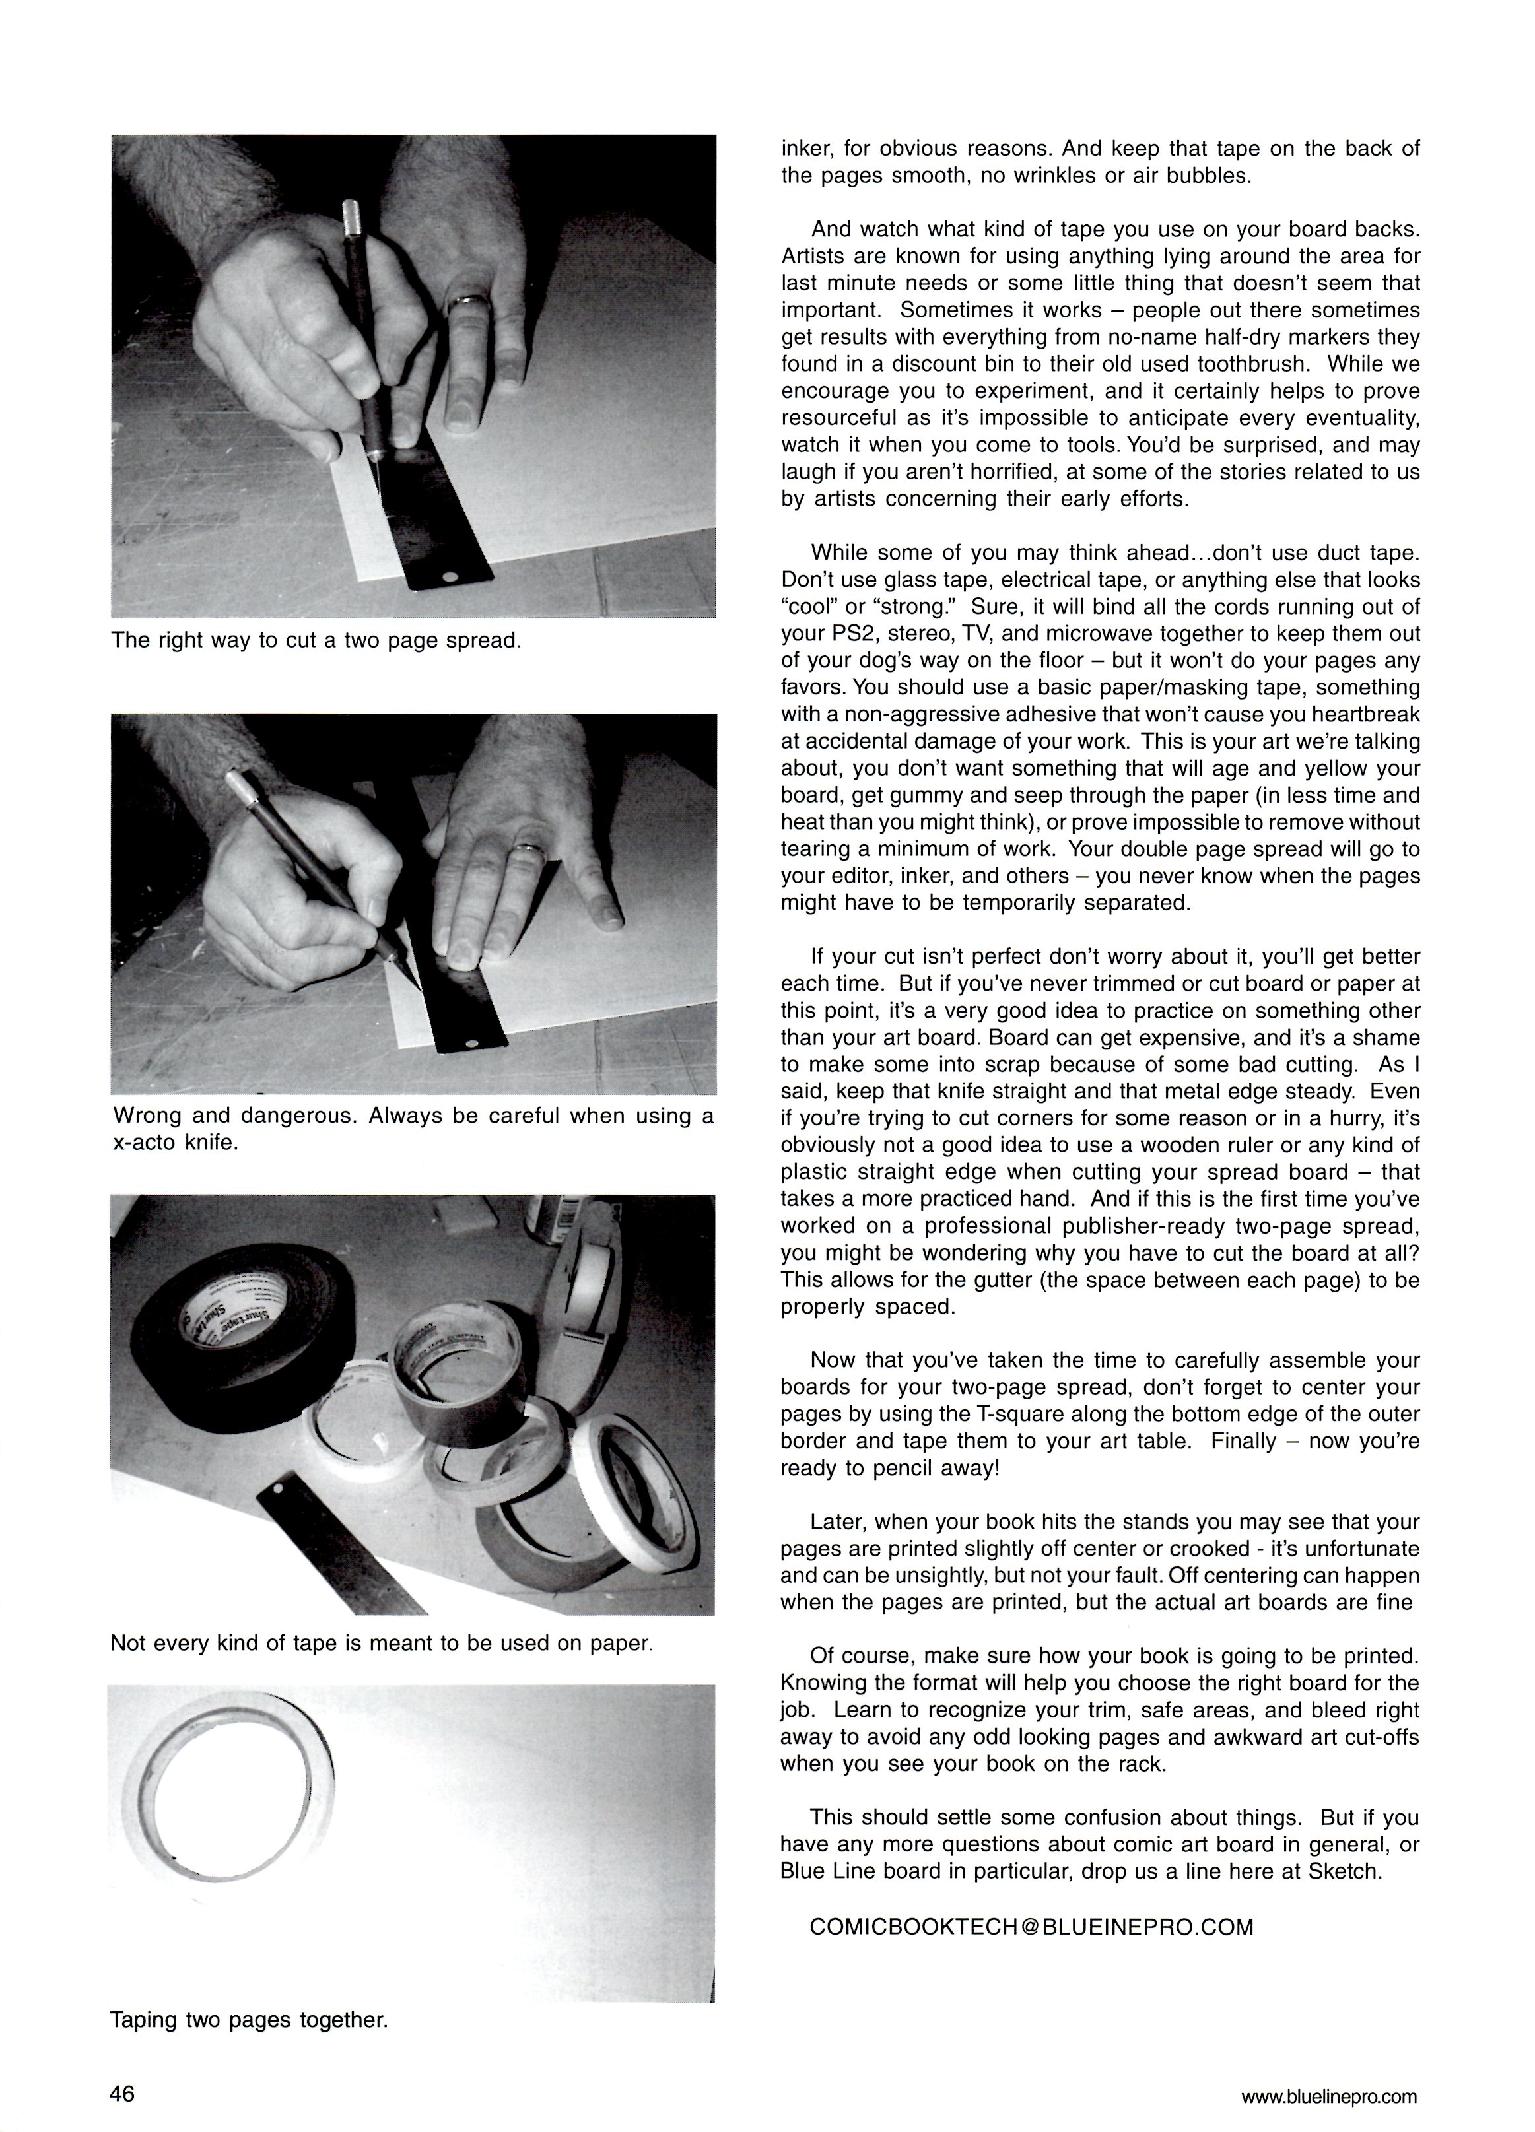 The right way to cut a two page spread.
Wrong and dangerous. Always be careful when using a
x-acto knife.
Shurtape
Shurtape
Not every kind of tape is meant to be used on paper.
Taping two pages together.
inker, for obvious reasons. And keep that tape on the back of
the pages smooth, no wrinkles or air bubbles.
And watch what kind of tape you use on your board backs.
Artists are known for using anything lying around the area for
last minute needs or some little thing that doesn't seem that
important. Sometimes it works – people out there sometimes
get results with everything from no-name half-dry markers they
found in a discount bin to their old used toothbrush. While we
encourage you to experiment, and it certainly helps to prove
resourceful as it's impossible to anticipate every eventuality,
watch it when you come to tools. You'd be surprised, and may
laugh if you aren't horrified, at some of the stories related to us
by artists concerning their early efforts.
While some of you may think ahead...don't use duct tape.
Don't use glass tape, electrical tape, or anything else that looks
“cool” or “strong.” Sure, it will bind all the cords running out of
your PS2, stereo, TV, and microwave together to keep them out
of your dog's way on the floor – but it won't do your pages any
favors. You should use a basic paper/masking tape, something
with a non-aggressive adhesive that won't cause you heartbreak
at accidental damage of your work. This is your art we're talking
about, you don't want something that will age and yellow your
board, get gummy and seep through the paper (in less time and
heat than you might think), or prove impossible to remove without
tearing a minimum of work. Your double page spread will go to
your editor, inker, and others – you never know when the pages
might have to be temporarily separated.
If your cut isn't perfect don't worry about it, you'll get better
each time. But if you've never trimmed or cut board or paper at
this point, it's a very good idea to practice on something other
than your art board. Board can get expensive, and it's a shame
to make some into scrap because of some bad cutting. As I
said, keep that knife straight and that metal edge steady. Even
if you're trying to cut corners for some reason or in a hurry, it's
obviously not a good idea to use a wooden ruler or any kind of
plastic straight edge when cutting your spread board – that
takes a more practiced hand. And if this is the first time you've
worked on a professional publisher-ready two-page spread,
you might be wondering why you have to cut the board at all?
This allows for the gutter (the space between each page) to be
properly spaced.
Now that you've taken the time to carefully assemble your
boards for your two-page spread, don't forget to center your
pages by using the T-square along the bottom edge of the outer
border and tape them to your art table. Finally – now you're
ready to pencil away!
Later, when your book hits the stands you may see that your
pages are printed slightly off center or crooked - it's unfortunate
and can be unsightly, but not your fault. Off centering can happen
when the pages are printed, but the actual art boards are fine
Of course, make sure how your book is going to be printed.
Knowing the format will help you choose the right board for the
job. Learn to recognize your trim, safe areas, and bleed right
away to avoid any odd looking pages and awkward art cut-offs
when you see your book on the rack.
This should settle some confusion about things. But if you
have any more questions about comic art board in general, or
Blue Line board in particular, drop us a line here at Sketch.
COMICBOOKTECH@BLUEINEPRO.COM
46
www.bluelinepro.com